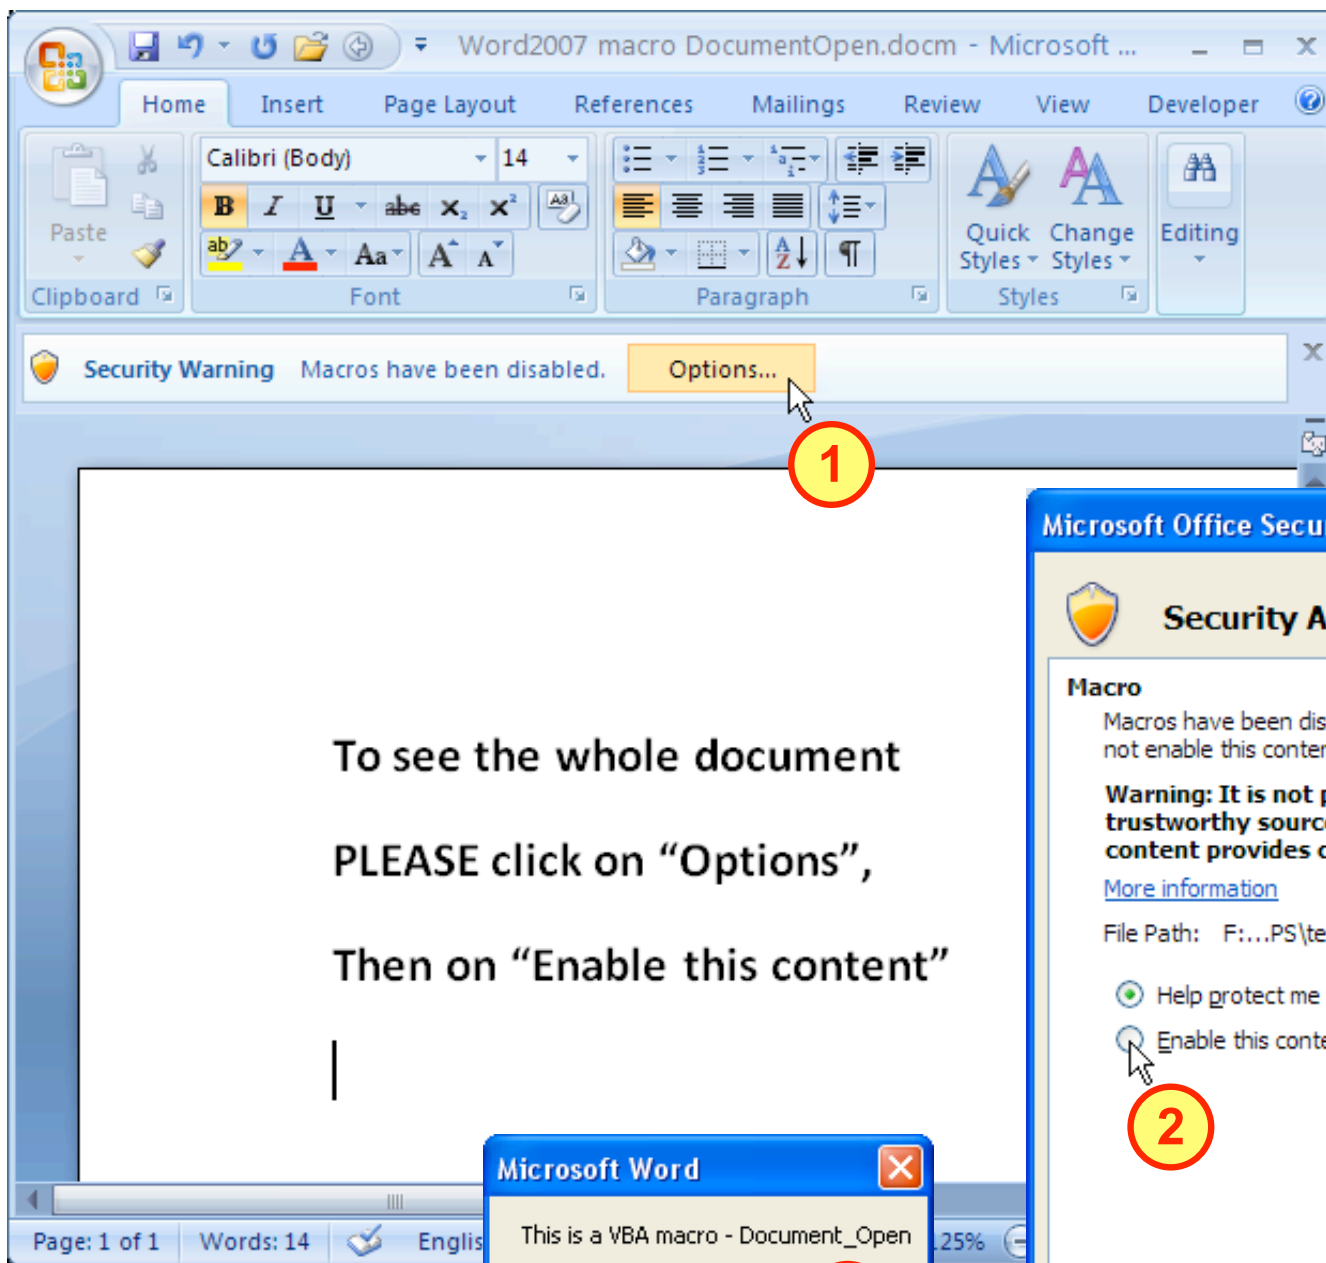 Word2007 macro DocumentOpen.docm - Microsoft ...
Home Insert Page Layout References Mailings Review View Developer
Calibri (Body) 14
Paste
B I U abc x₂ x²
Aa A A
Quick Styles
Change Styles
Editing
Clipboard Font Paragraph Styles
Security Warning Macros have been disabled. Options...
1
To see the whole document
PLEASE click on “Options”,
Then on “Enable this content”
Microsoft Office Secu
Security A
Macro
Macros have been dis
not enable this conte
Warning: It is not p
trustworthy sourc
content provides c
More information
File Path: F:...PS\te
Help protect me
Enable this conte
2
Microsoft Word
This is a VBA macro - Document_Open
Page: 1 of 1 Words: 14 Englis 125%